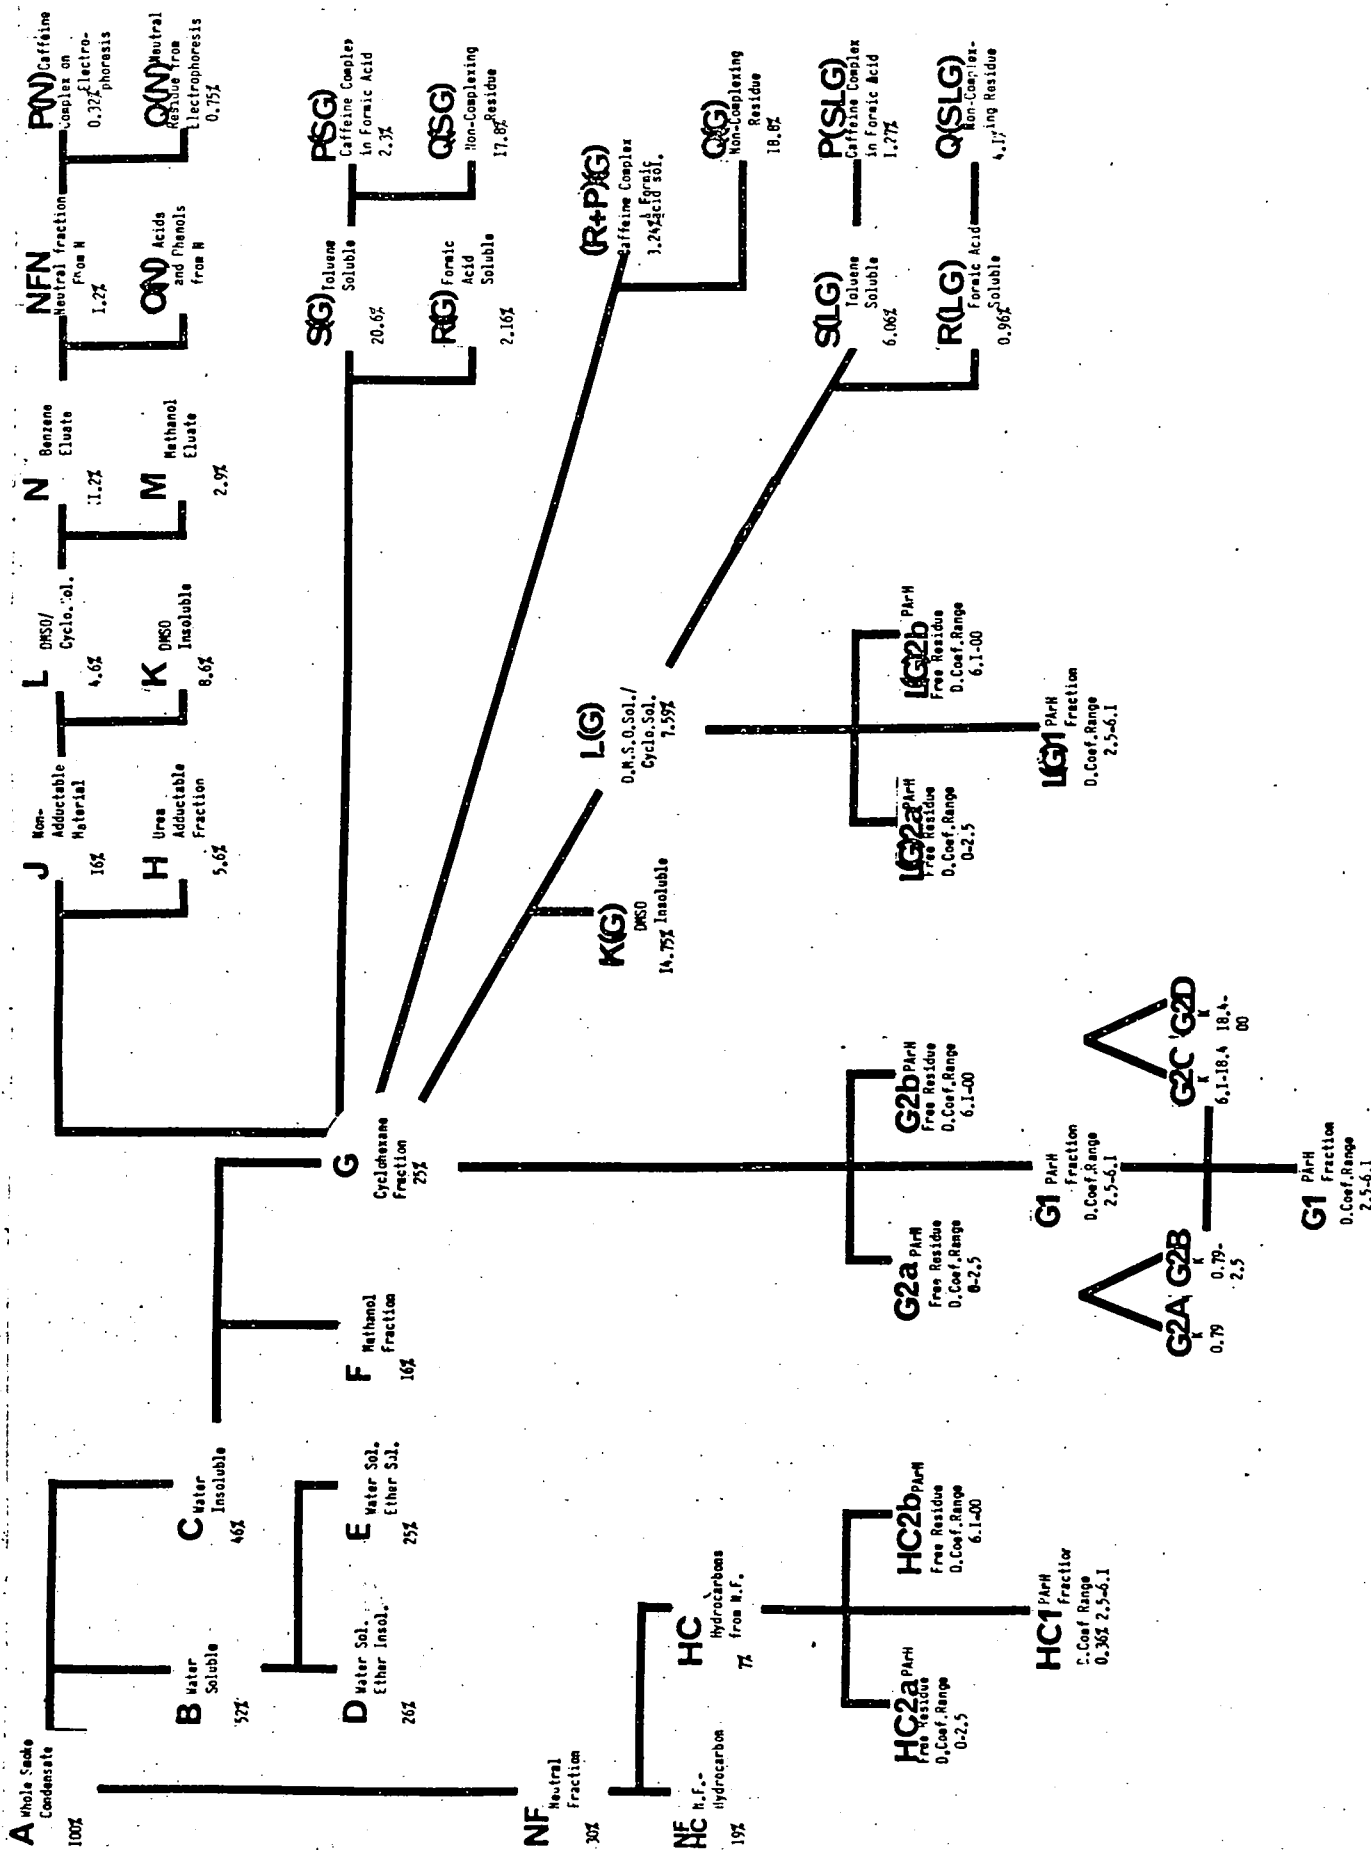 A Whole Smoke
Condensate
100%
B Water
Soluble
52%
C Water
Insoluble
46%
D Water Sol.
Ether Insol.
26%
E Water Sol.
Ether Sol.
25%
F Methanol
Fraction
16%
G
Cyclohexane
Fraction
25%
NF Neutral
Fraction
30%
NF
HC N.F.-
Hydrocarbon
19%
HC
Hydrocarbons
from N.F.
7%
HC2a PArH
Free Residue
D.Coef.Range
0-2.5
HC2b PArH
Free Residue
D.Coef.Range
6.1-00
HC1 PArH
Fraction
D.Coef Range
0.36% 2.5-6.1
J Non-
Adductable
Material
16%
H Urea
Adductable
Fraction
5.6%
L DMSO/
Cyclo.Sol.
4.6%
K DMSO
Insoluble
8.6%
N Benzene
Eluate
1.2%
M Methanol
Eluate
2.9%
NFN
Neutral fraction
From N
1.2%
O(N) Acids
and Phenols
from N
P(N) Caffeine
Complex on
Electro-
phoresis
0.32%
Q(N) Neutral
Residue from
Electrophoresis
0.75%
S(G) Toluene
Soluble
20.6%
R(G) Formic
Acid
Soluble
2.16%
P(SG)
Caffeine Complex
in Formic Acid
2.3%
Q(SG)
Non-Complexing
Residue
17.8%
(R+P)(G)
Caffeine Complex
& Formic
acid sol.
3.24%
Q(G)
Non-Complexing
Residue
18.8%
L(G)
D.M.S.O.Sol./
Cyclo.Sol.
7.59%
K(G)
DMSO
14.75% Insoluble
S(LG)
Toluene
Soluble
6.06%
R(LG)
Formic Acid
Soluble
0.96%
P(SLG)
Caffeine Complex
in Formic Acid
1.27%
Q(SLG)
Non-Complex-
ing Residue
4.17%
L(G)2a PArH
Free Residue
D.Coef.Range
0-2.5
L(G)2b PArH
Free Residue
D.Coef.Range
6.1-00
L(G)1 PArH
Fraction
D.Coef.Range
2.5-6.1
G2a PArH
Free Residue
D.Coef.Range
0-2.5
G2b PArH
Free Residue
D.Coef.Range
6.1-00
G1 PArH
Fraction
D.Coef.Range
2.5-6.1
G2A G2B
K K
0.79 0.79-
2.5
G2C G2D
K K
6.1-18.4 18.4-
00
G1 PArH
Fraction
D.Coef.Range
2.5-6.1